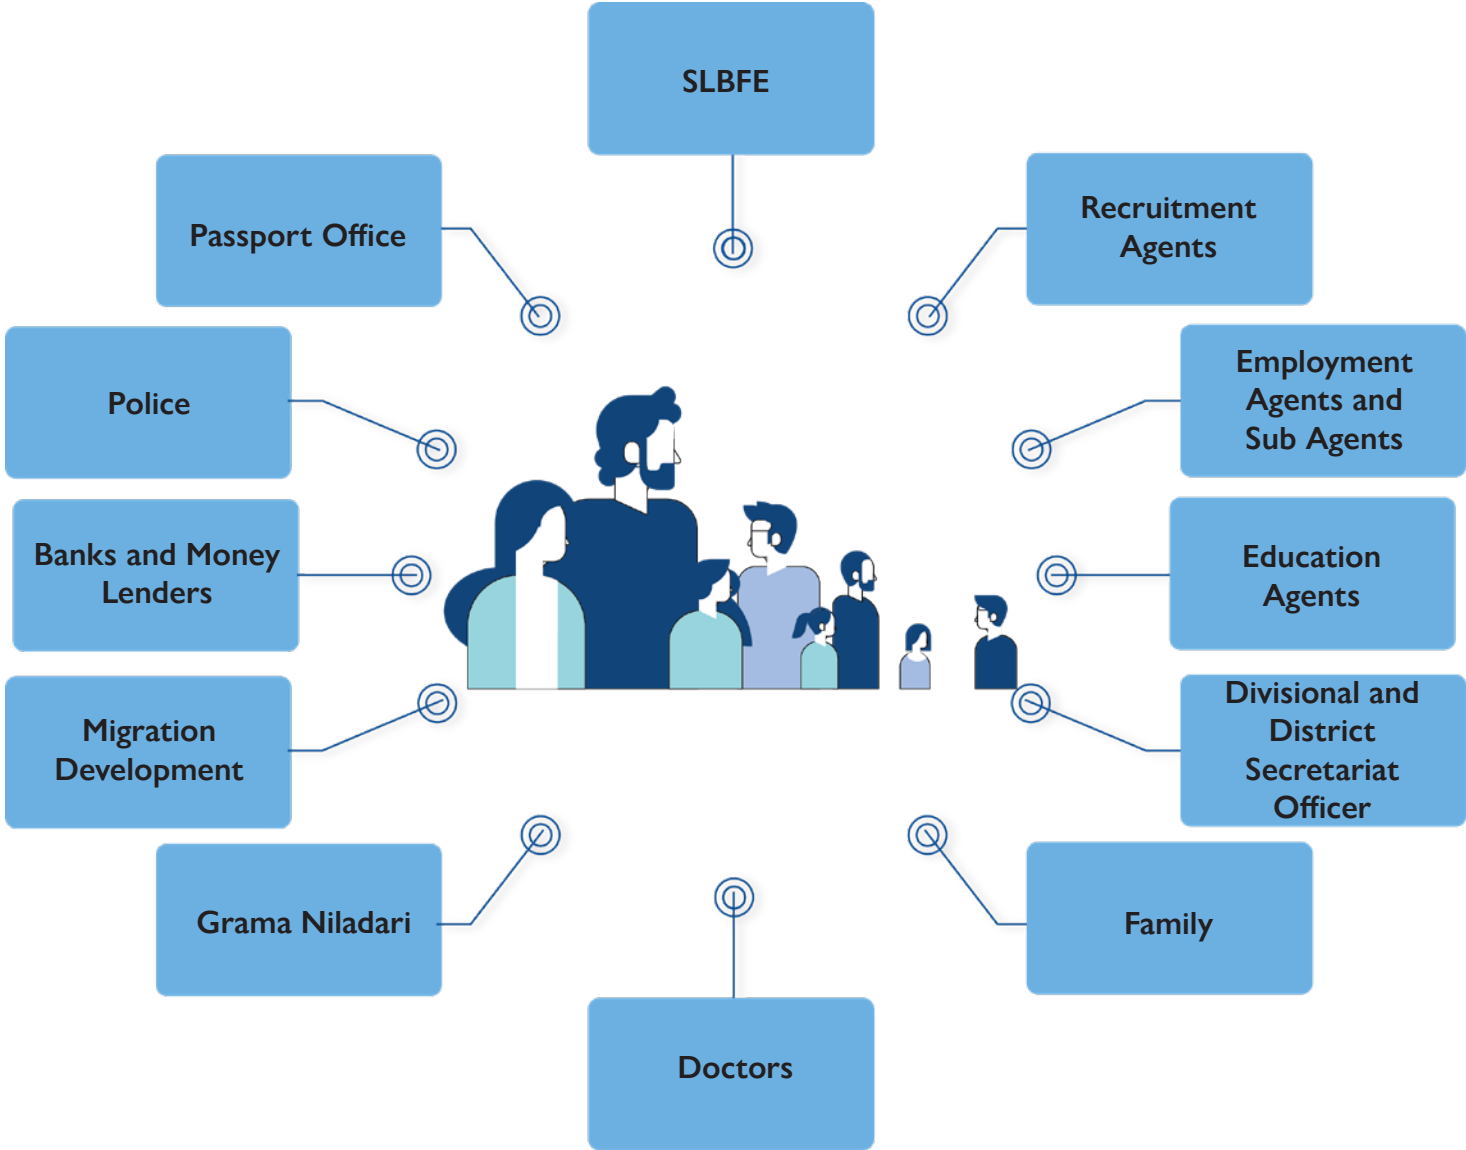 SLBFE
Passport Office
Recruitment
Agents
Police
Employment
Agents and
Sub Agents
Banks and Money
Lenders
Education
Agents
Migration
Development
Divisional and
District
Secretariat
Officer
Grama Niladari
Family
Doctors